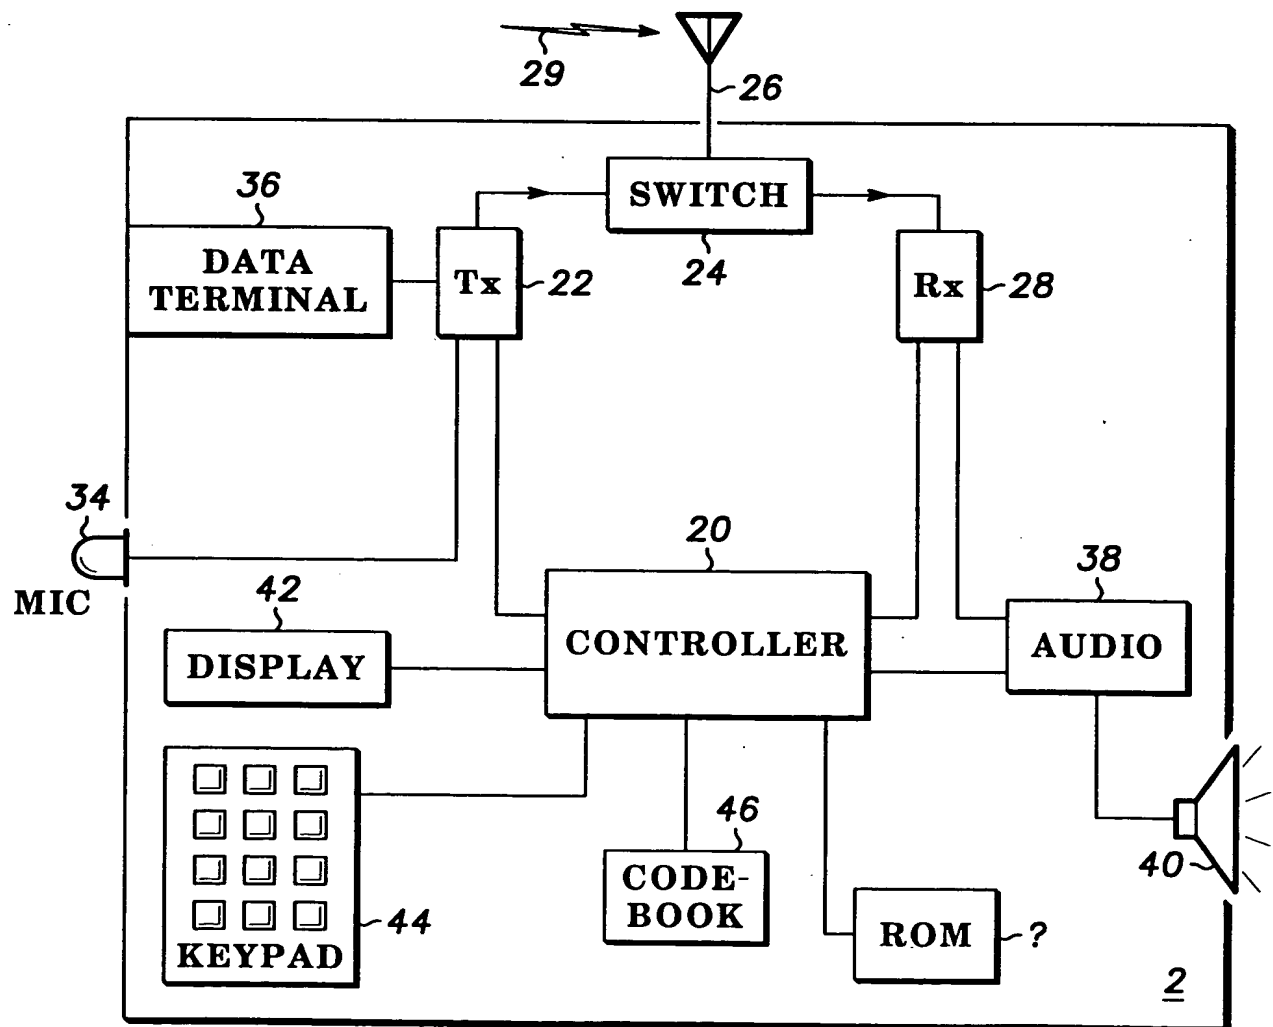 29
26
36
SWITCH
DATA
TERMINAL
Tx
22
24
Rx
28
34
MIC
20
38
42
CONTROLLER
AUDIO
DISPLAY
46
40
CODE-
BOOK
44
KEYPAD
ROM
?
2